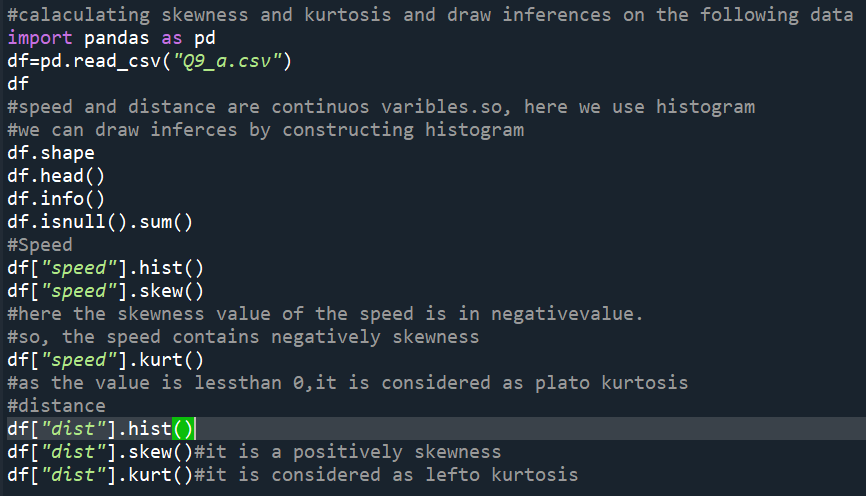 #calaculating skewness and kurtosis and draw inferences on the following data
import pandas as pd
df=pd.read_csv("Q9_a.csv")
df
#speed and distance are continuos varibles.so, here we use histogram
#we can draw inferces by constructing histogram
df.shape
df.head()
df.info()
df.isnull().sum()
#Speed
df["speed"].hist()
df["speed"].skew()
#here the skewness value of the speed is in negativevalue.
#so, the speed contains negatively skewness
df["speed"].kurt()
#as the value is lessthan 0,it is considered as plato kurtosis
#distance
df["dist"].hist()
df["dist"].skew()#it is a positively skewness
df["dist"].kurt()#it is considered as lefto kurtosis